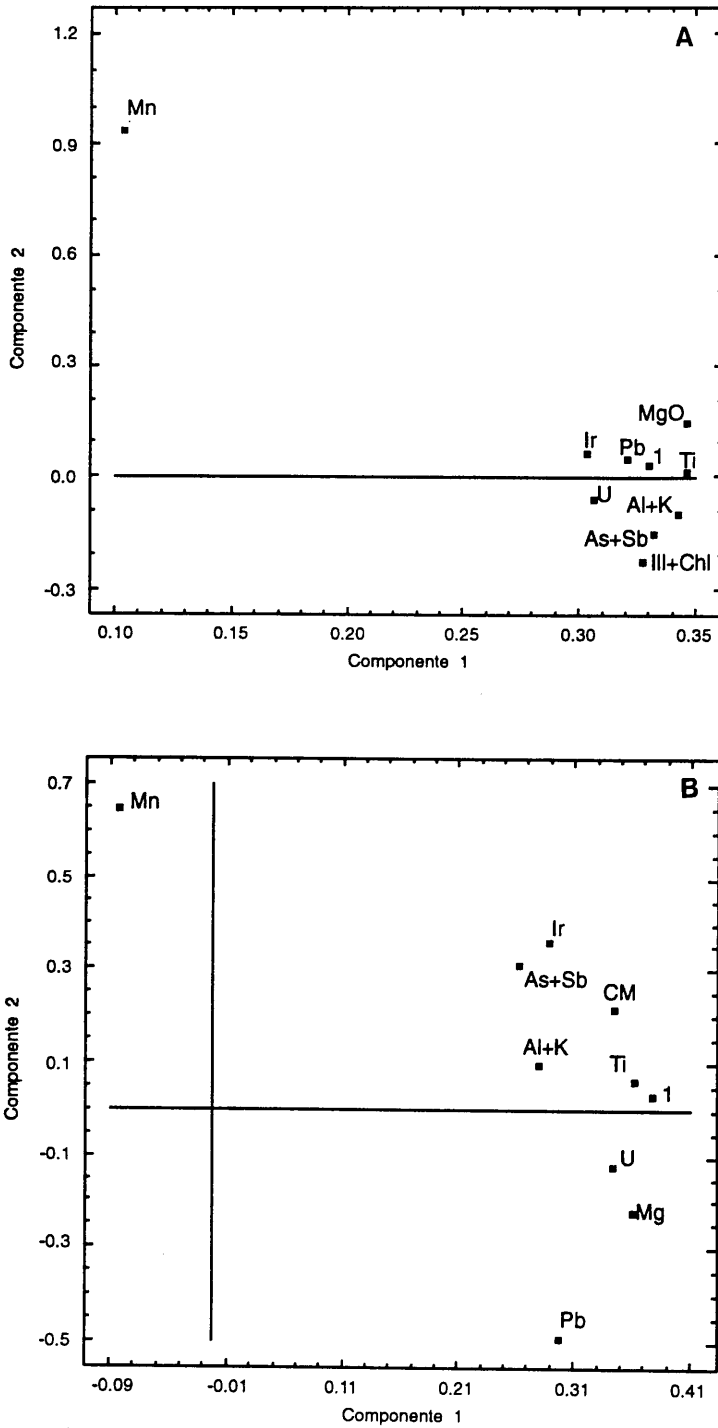 A
1.2
Mn
0.9
0.6
Componente 2
0.3
MgO
Ir
Pb
1
Ti
0.0
U
Al+K
As+Sb
Ill+Chl
-0.3
0.10
0.15
0.20
0.25
0.30
0.35
Componente 1
B
0.7
Mn
0.5
Ir
0.3
As+Sb
CM
Componente 2
Al+K
Ti
0.1
1
U
-0.1
Mg
-0.3
Pb
-0.5
-0.09
-0.01
0.11
0.21
0.31
0.41
Componente 1